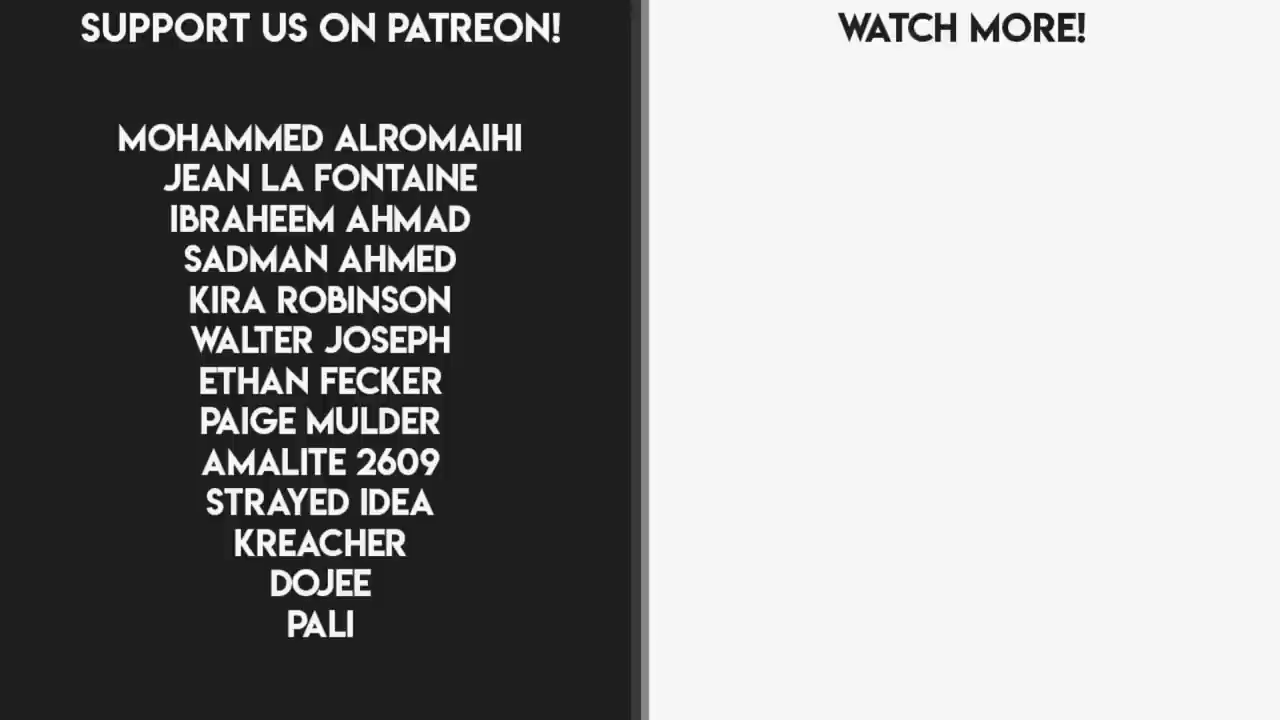 SUPPORT US ON PATREON!
MOHAMMED ALROMAIHI
JEAN LA FONTAINE
IBRAHEEM AHMAD
SADMAN AHMED
KIRA ROBINSON
WALTER JOSEPH
ETHAN FECKER
PAIGE MULDER
AMALITE 2609
STRAYED IDEA
KREACHER
DOJEE
PALI
WATCH MORE!